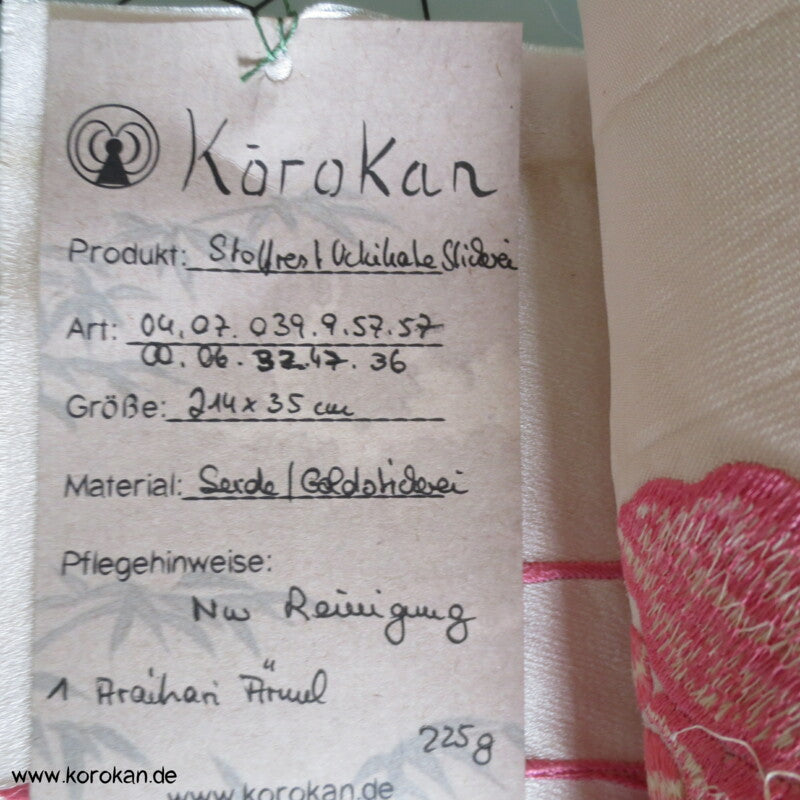 Kōrokan
Produkt: Stoffrest Uchikake Stickerei
Art: 04.07.039.9.57.57
00.06.32.47.36
Größe: 214 x 35 cm
Material: Seide / Goldstickerei
Pflegehinweise:
Nur Reinigung
1 Araihari Ärmel
225g
www.korokan.de
www.korokan.de